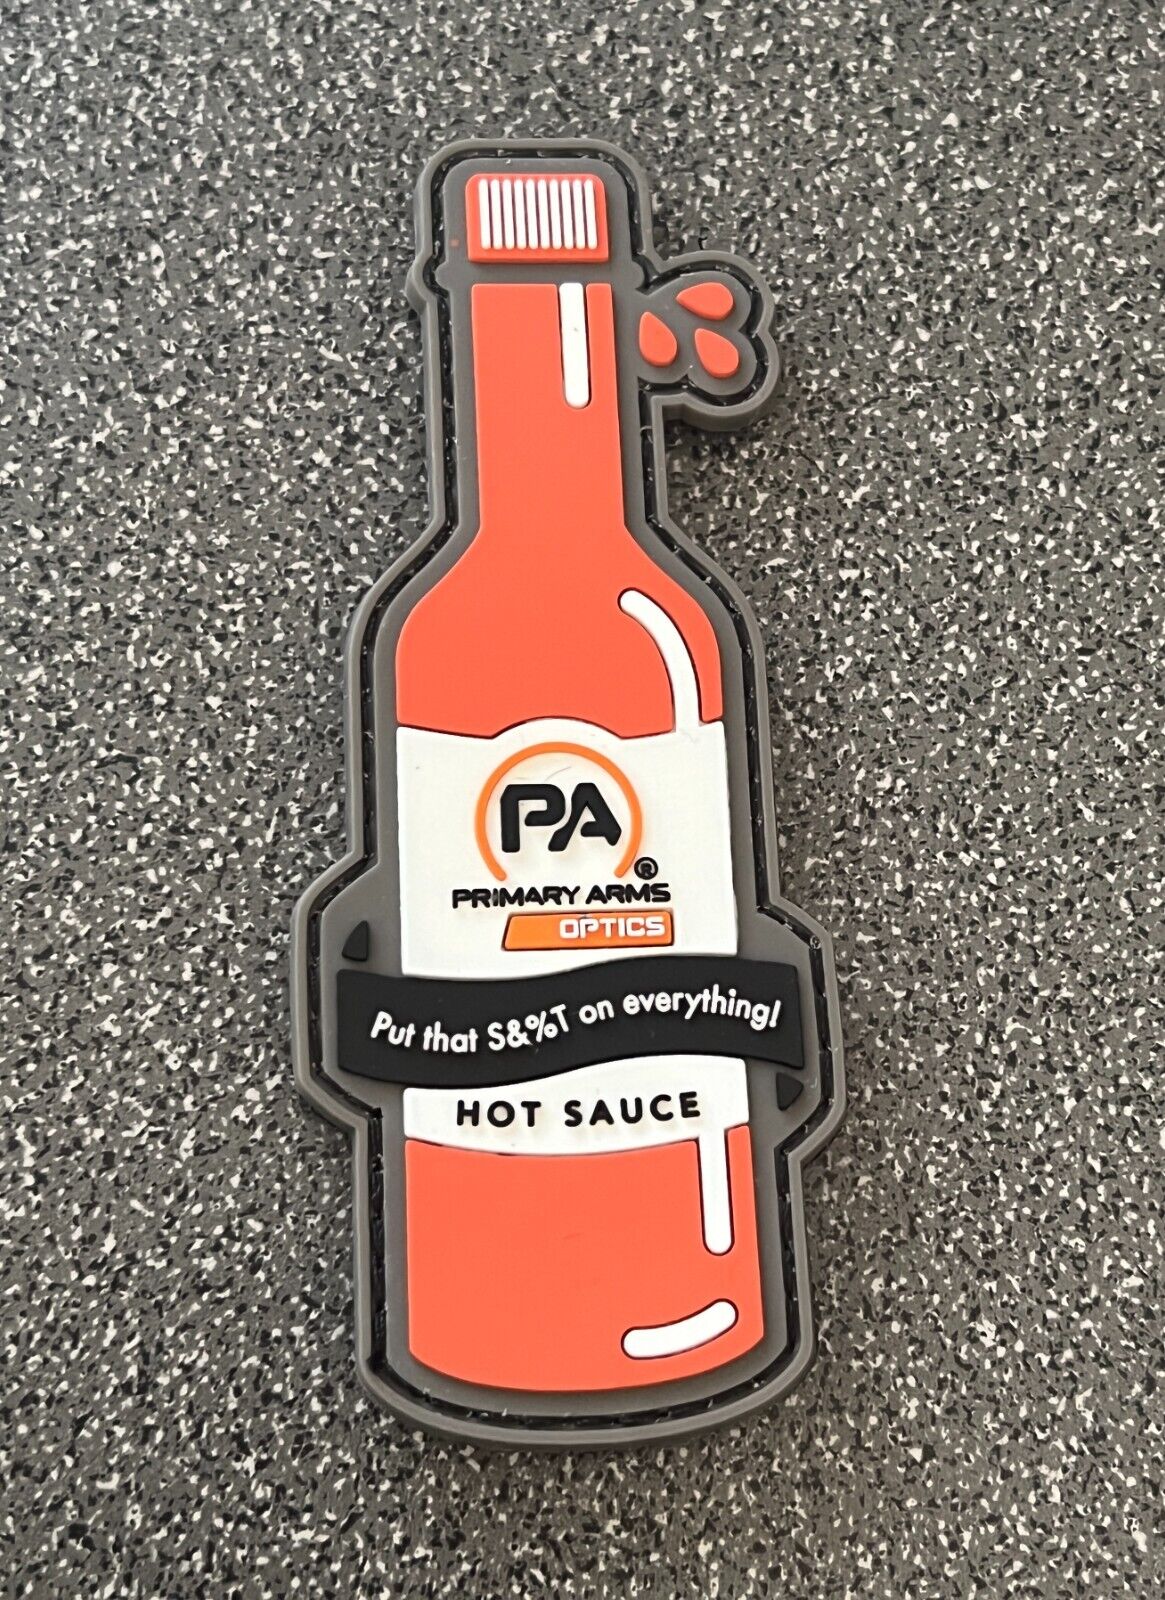 PA
®
PRIMARY ARMS
OPTICS
Put that S&%T on everything!
HOT SAUCE